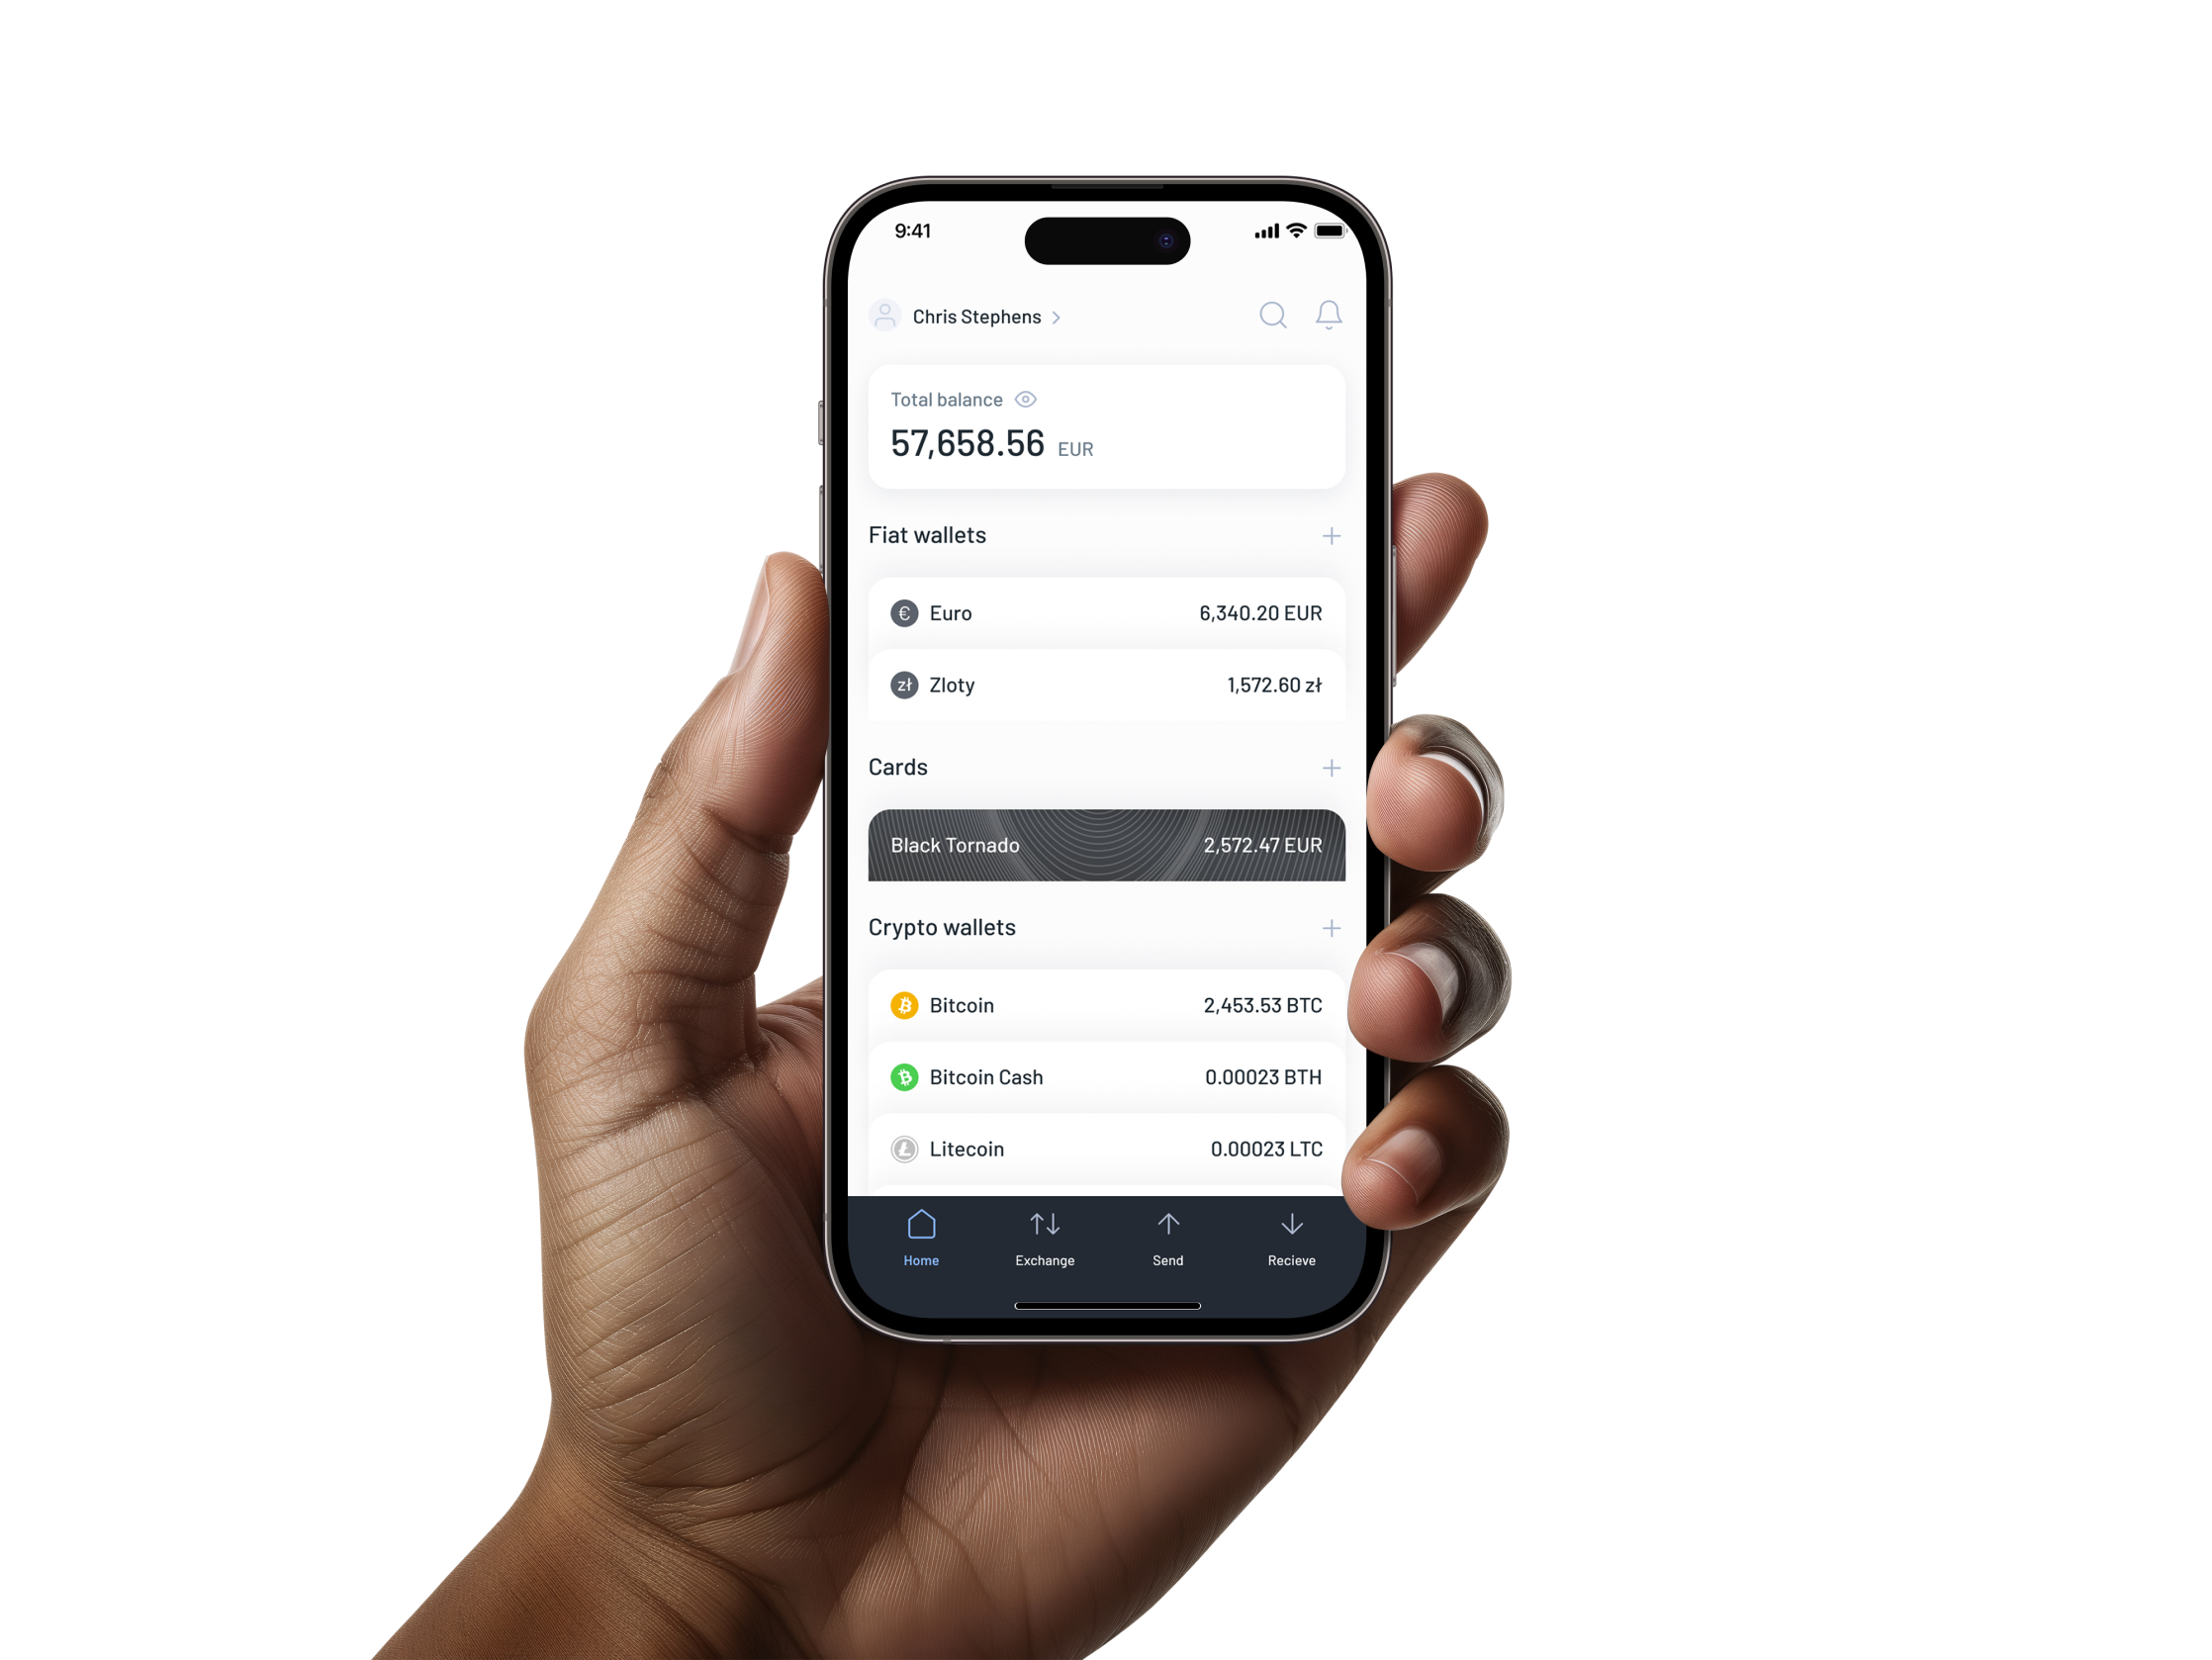 9:41
Chris Stephens
Total balance
57,658.56 EUR
Fiat wallets
€ Euro 6,340.20 EUR
zł Zloty 1,572.60 zł
Cards
Black Tornado 2,572.47 EUR
Crypto wallets
Bitcoin 2,453.53 BTC
Bitcoin Cash 0.00023 BTH
Litecoin 0.00023 LTC
Home Exchange Send Recieve